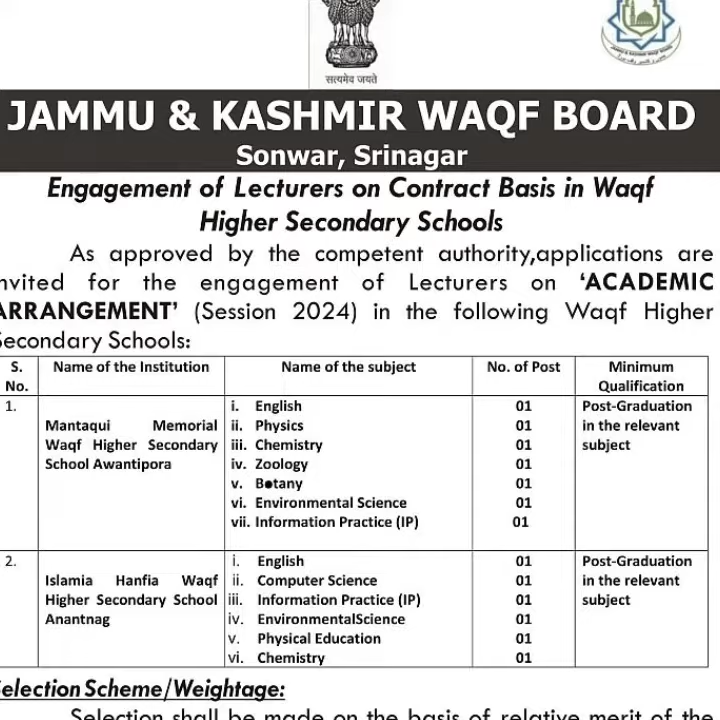 सत्यमेव जयते
JAMMU & KASHMIR WAQF BOARD
Sonwar, Srinagar
Engagement of Lecturers on Contract Basis in Waqf
Higher Secondary Schools
As approved by the competent authority,applications are
nvited for the engagement of Lecturers on ‘ACADEMIC
ARRANGEMENT’ (Session 2024) in the following Waqf Higher
Secondary Schools:
S. No. Name of the Institution Name of the subject No. of Post Minimum Qualification
1. Mantaqui Memorial Waqf Higher Secondary School Awantipora
i. English 01
ii. Physics 01
iii. Chemistry 01
iv. Zoology 01
v. Botany 01
vi. Environmental Science 01
vii. Information Practice (IP) 01
Post-Graduation in the relevant subject
2. Islamia Hanfia Waqf Higher Secondary School Anantnag
i. English 01
ii. Computer Science 01
iii. Information Practice (IP) 01
iv. EnvironmentalScience 01
v. Physical Education 01
vi. Chemistry 01
Post-Graduation in the relevant subject
Selection Scheme/Weightage:
Selection shall be made on the basis of relative merit of the